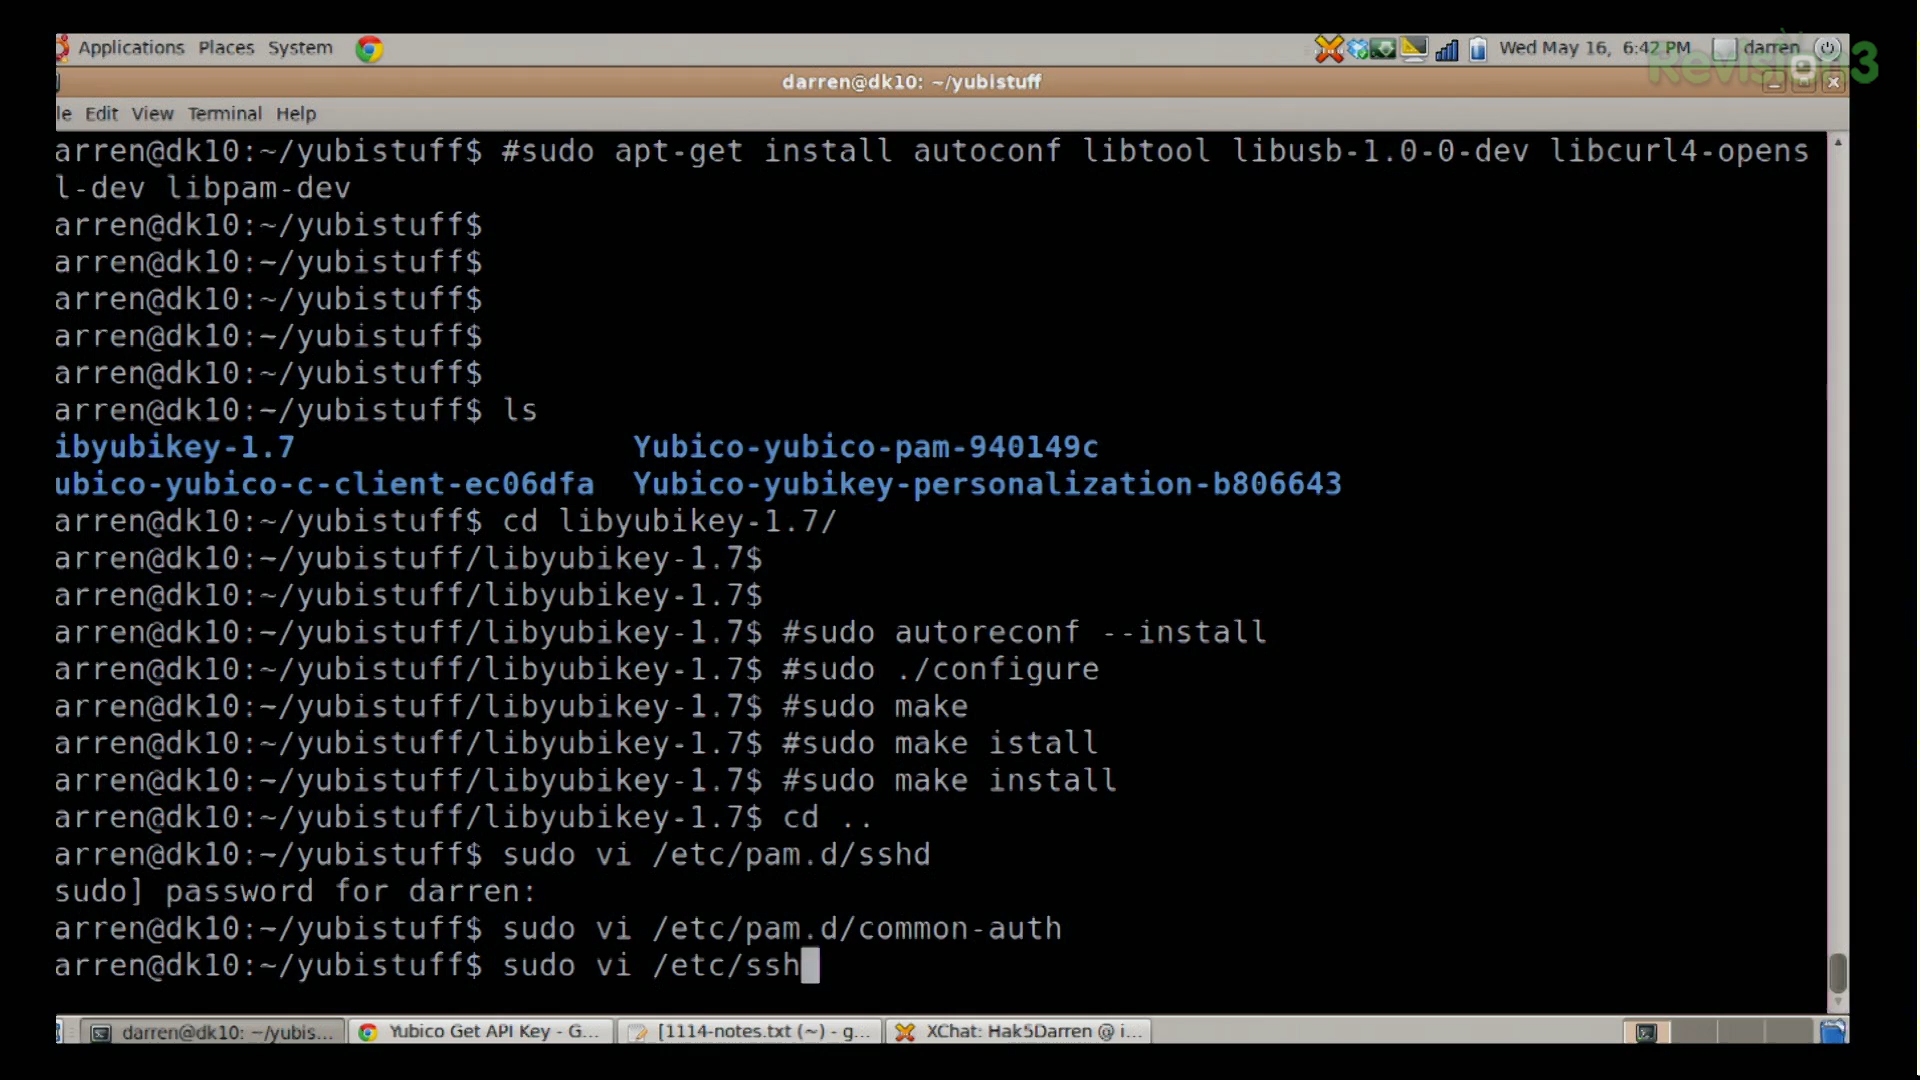 Applications Places System
Wed May 16, 6:42 PM darren
Revision3
darren@dk10: ~/yubistuff
le Edit View Terminal Help
arren@dk10:~/yubistuff$ #sudo apt-get install autoconf libtool libusb-1.0-0-dev libcurl4-opens
l-dev libpam-dev
arren@dk10:~/yubistuff$
arren@dk10:~/yubistuff$
arren@dk10:~/yubistuff$
arren@dk10:~/yubistuff$
arren@dk10:~/yubistuff$
arren@dk10:~/yubistuff$ ls
ibyubikey-1.7 Yubico-yubico-pam-940149c
ubico-yubico-c-client-ec06dfa Yubico-yubikey-personalization-b806643
arren@dk10:~/yubistuff$ cd libyubikey-1.7/
arren@dk10:~/yubistuff/libyubikey-1.7$
arren@dk10:~/yubistuff/libyubikey-1.7$
arren@dk10:~/yubistuff/libyubikey-1.7$ #sudo autoreconf --install
arren@dk10:~/yubistuff/libyubikey-1.7$ #sudo ./configure
arren@dk10:~/yubistuff/libyubikey-1.7$ #sudo make
arren@dk10:~/yubistuff/libyubikey-1.7$ #sudo make istall
arren@dk10:~/yubistuff/libyubikey-1.7$ #sudo make install
arren@dk10:~/yubistuff/libyubikey-1.7$ cd ..
arren@dk10:~/yubistuff$ sudo vi /etc/pam.d/sshd
sudo] password for darren:
arren@dk10:~/yubistuff$ sudo vi /etc/pam.d/common-auth
arren@dk10:~/yubistuff$ sudo vi /etc/ssh
darren@dk10: ~/yubis... Yubico Get API Key - G... [1114-notes.txt (~) - g... XChat: Hak5Darren @ i...